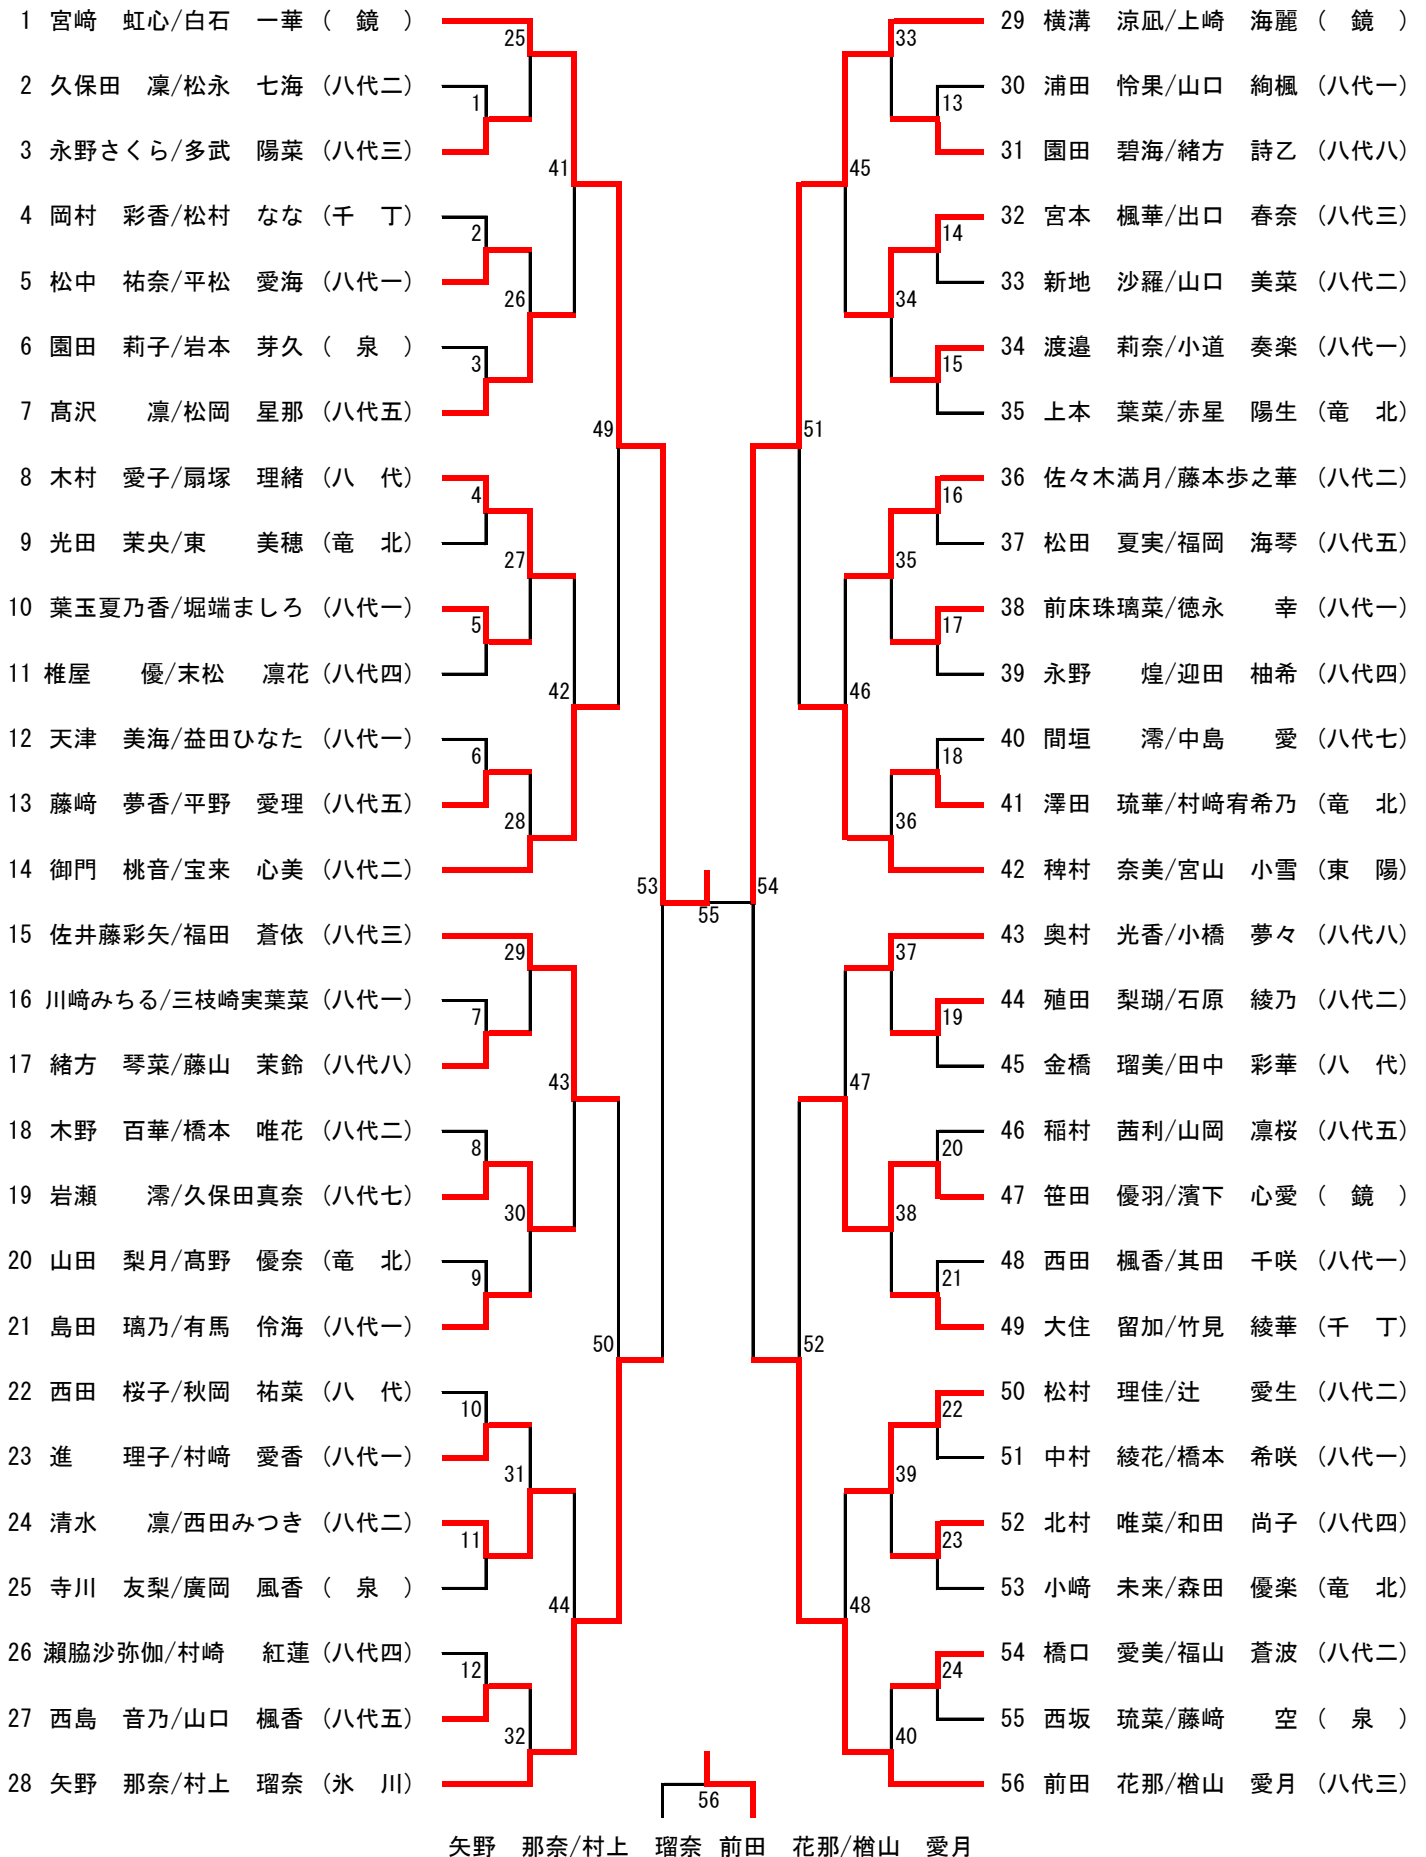 1 宮﨑 虹心/白石 一華 ( 鏡 )
2 久保田 凜/松永 七海 (八代二)
3 永野さくら/多武 陽菜 (八代三)
4 岡村 彩香/松村 なな (千 丁)
5 松中 祐奈/平松 愛海 (八代一)
6 園田 莉子/岩本 芽久 ( 泉 )
7 髙沢 凛/松岡 星那 (八代五)
8 木村 愛子/扇塚 理緒 (八 代)
9 光田 茉央/東 美穂 (竜 北)
10 葉玉夏乃香/堀端ましろ (八代一)
11 椎屋 優/末松 凛花 (八代四)
12 天津 美海/益田ひなた (八代一)
13 藤﨑 夢香/平野 愛理 (八代五)
14 御門 桃音/宝来 心美 (八代二)
15 佐井藤彩矢/福田 蒼依 (八代三)
16 川﨑みちる/三枝崎実葉菜 (八代一)
17 緒方 琴菜/藤山 茉鈴 (八代八)
18 木野 百華/橋本 唯花 (八代二)
19 岩瀬 澪/久保田真奈 (八代七)
20 山田 梨月/髙野 優奈 (竜 北)
21 島田 璃乃/有馬 伶海 (八代一)
22 西田 桜子/秋岡 祐菜 (八 代)
23 進 理子/村﨑 愛香 (八代一)
24 清水 凛/西田みつき (八代二)
25 寺川 友梨/廣岡 風香 ( 泉 )
26 瀬脇沙弥伽/村崎 紅蓮 (八代四)
27 西島 音乃/山口 楓香 (八代五)
28 矢野 那奈/村上 瑠奈 (氷 川)
29 横溝 涼凪/上崎 海麗 ( 鏡 )
30 浦田 怜果/山口 絢楓 (八代一)
31 園田 碧海/緒方 詩乙 (八代八)
32 宮本 楓華/出口 春奈 (八代三)
33 新地 沙羅/山口 美菜 (八代二)
34 渡邉 莉奈/小道 奏楽 (八代一)
35 上本 葉菜/赤星 陽生 (竜 北)
36 佐々木満月/藤本歩之華 (八代二)
37 松田 夏実/福岡 海琴 (八代五)
38 前床珠璃菜/徳永 幸 (八代一)
39 永野 煌/迎田 柚希 (八代四)
40 間垣 澪/中島 愛 (八代七)
41 澤田 琉華/村﨑宥希乃 (竜 北)
42 稗村 奈美/宮山 小雪 (東 陽)
43 奥村 光香/小橋 夢々 (八代八)
44 殖田 梨瑚/石原 綾乃 (八代二)
45 金橋 瑠美/田中 彩華 (八 代)
46 稲村 茜利/山岡 凛桜 (八代五)
47 笹田 優羽/濱下 心愛 ( 鏡 )
48 西田 楓香/其田 千咲 (八代一)
49 大住 留加/竹見 綾華 (千 丁)
50 松村 理佳/辻 愛生 (八代二)
51 中村 綾花/橋本 希咲 (八代一)
52 北村 唯菜/和田 尚子 (八代四)
53 小﨑 未来/森田 優楽 (竜 北)
54 橋口 愛美/福山 蒼波 (八代二)
55 西坂 琉菜/藤﨑 空 ( 泉 )
56 前田 花那/楢山 愛月 (八代三)
1
2
3
4
5
6
7
8
9
10
11
12
25
26
27
28
29
30
31
32
41
42
43
44
49
50
53
55
54
51
52
45
46
47
48
33
34
35
36
37
38
39
40
13
14
15
16
17
18
19
20
21
22
23
24
56
矢野 那奈/村上 瑠奈 前田 花那/楢山 愛月